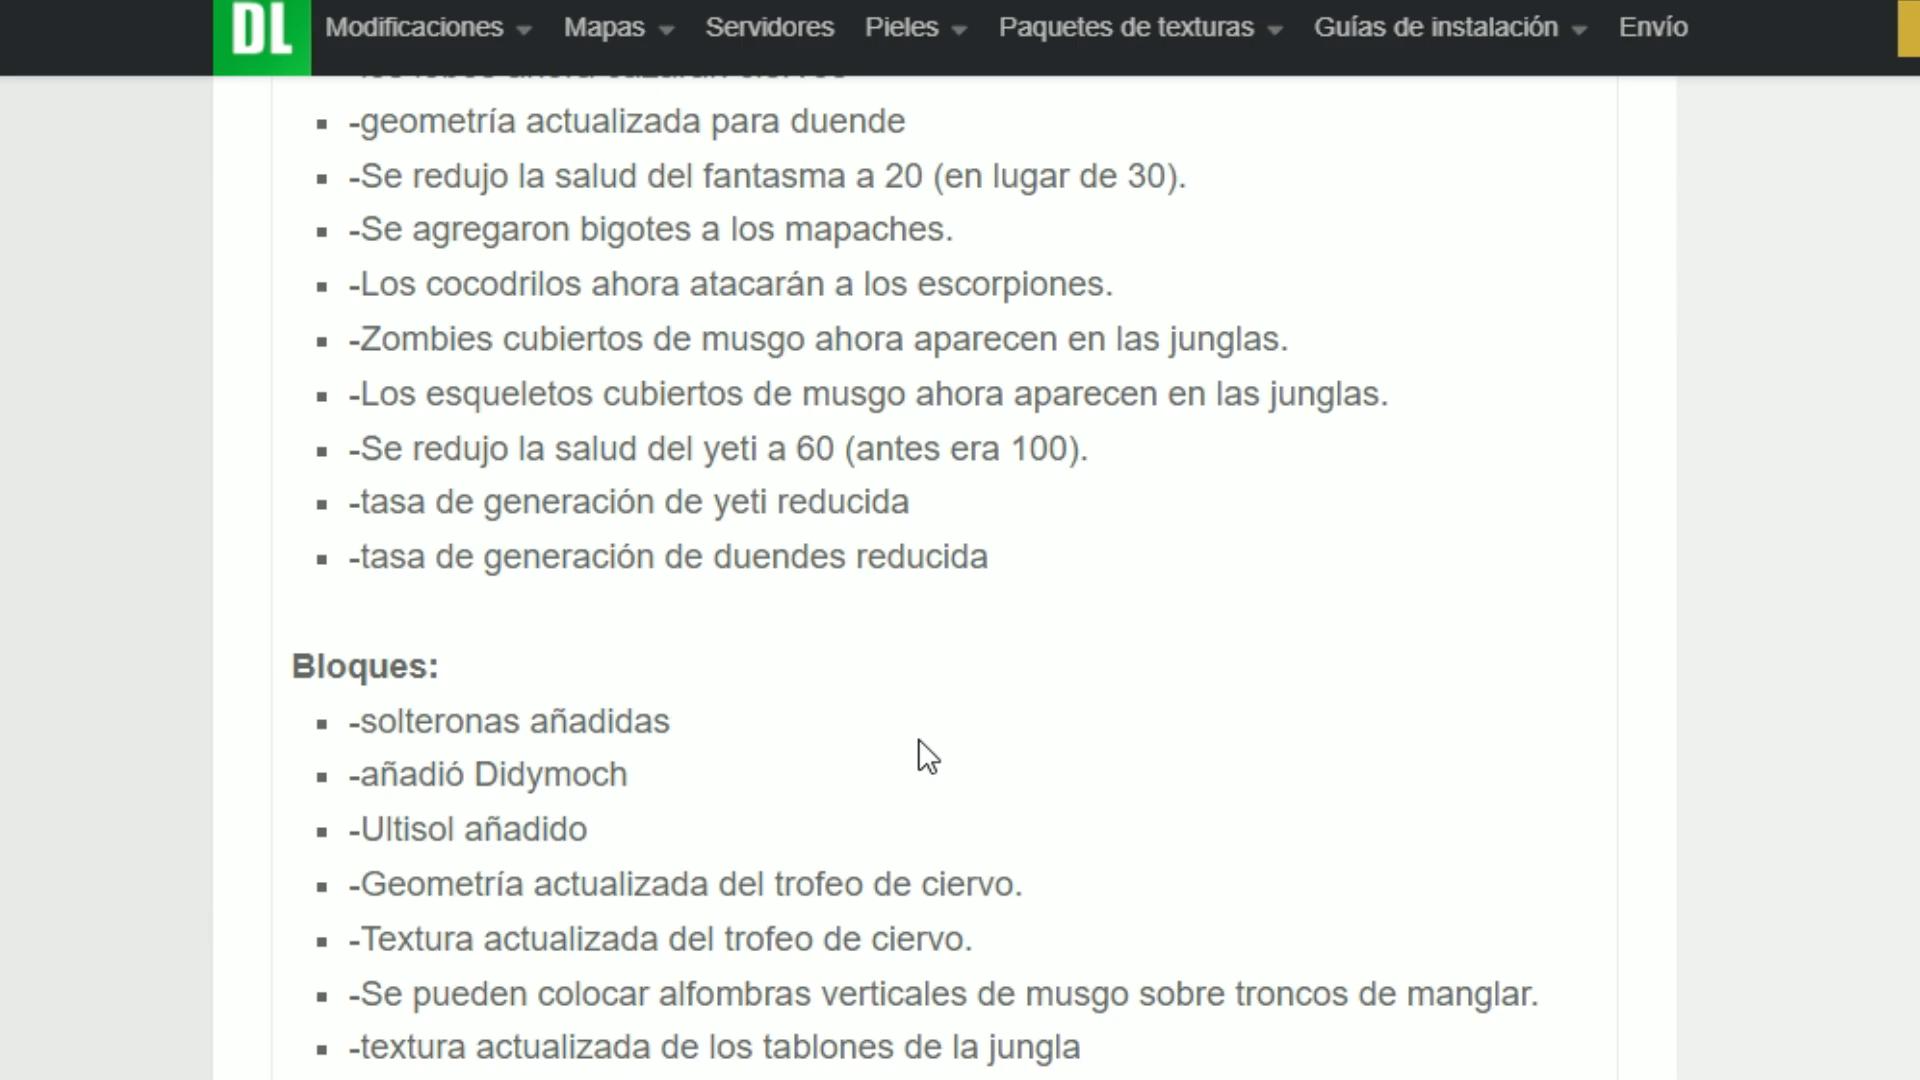 DL Modificaciones Mapas Servidores Pieles Paquetes de texturas Guías de instalación Envío
-geometría actualizada para duende
-Se redujo la salud del fantasma a 20 (en lugar de 30).
-Se agregaron bigotes a los mapaches.
-Los cocodrilos ahora atacarán a los escorpiones.
-Zombies cubiertos de musgo ahora aparecen en las junglas.
-Los esqueletos cubiertos de musgo ahora aparecen en las junglas.
-Se redujo la salud del yeti a 60 (antes era 100).
-tasa de generación de yeti reducida
-tasa de generación de duendes reducida
Bloques:
-solteronas añadidas
-añadió Didymoch
-Ultisol añadido
-Geometría actualizada del trofeo de ciervo.
-Textura actualizada del trofeo de ciervo.
-Se pueden colocar alfombras verticales de musgo sobre troncos de manglar.
-textura actualizada de los tablones de la jungla